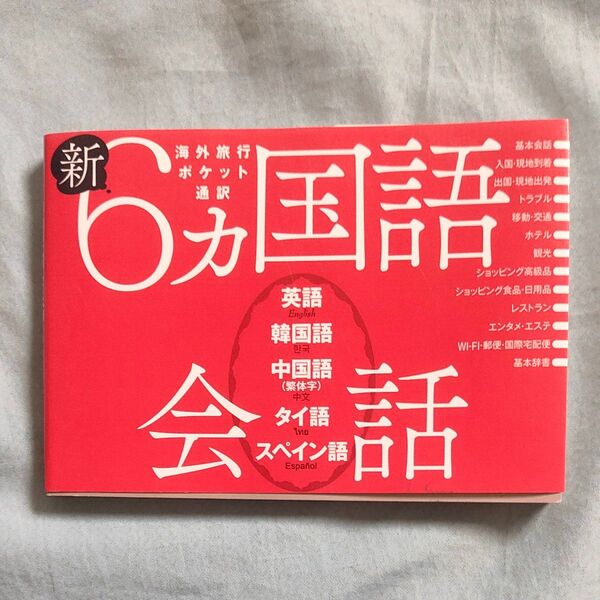 新
海外旅行
ポケット
通訳
6ヵ国語
会話
英語
English
韓国語
한국
中国語
(繁体字)
中文
タイ語
ไทย
スペイン語
Español
基本会話
入国・現地到着
出国・現地出発
トラブル
移動・交通
ホテル
観光
ショッピング高級品
ショッピング食品・日用品
レストラン
エンタメ・エステ
WI-FI・郵便・国際宅配便
基本辞書